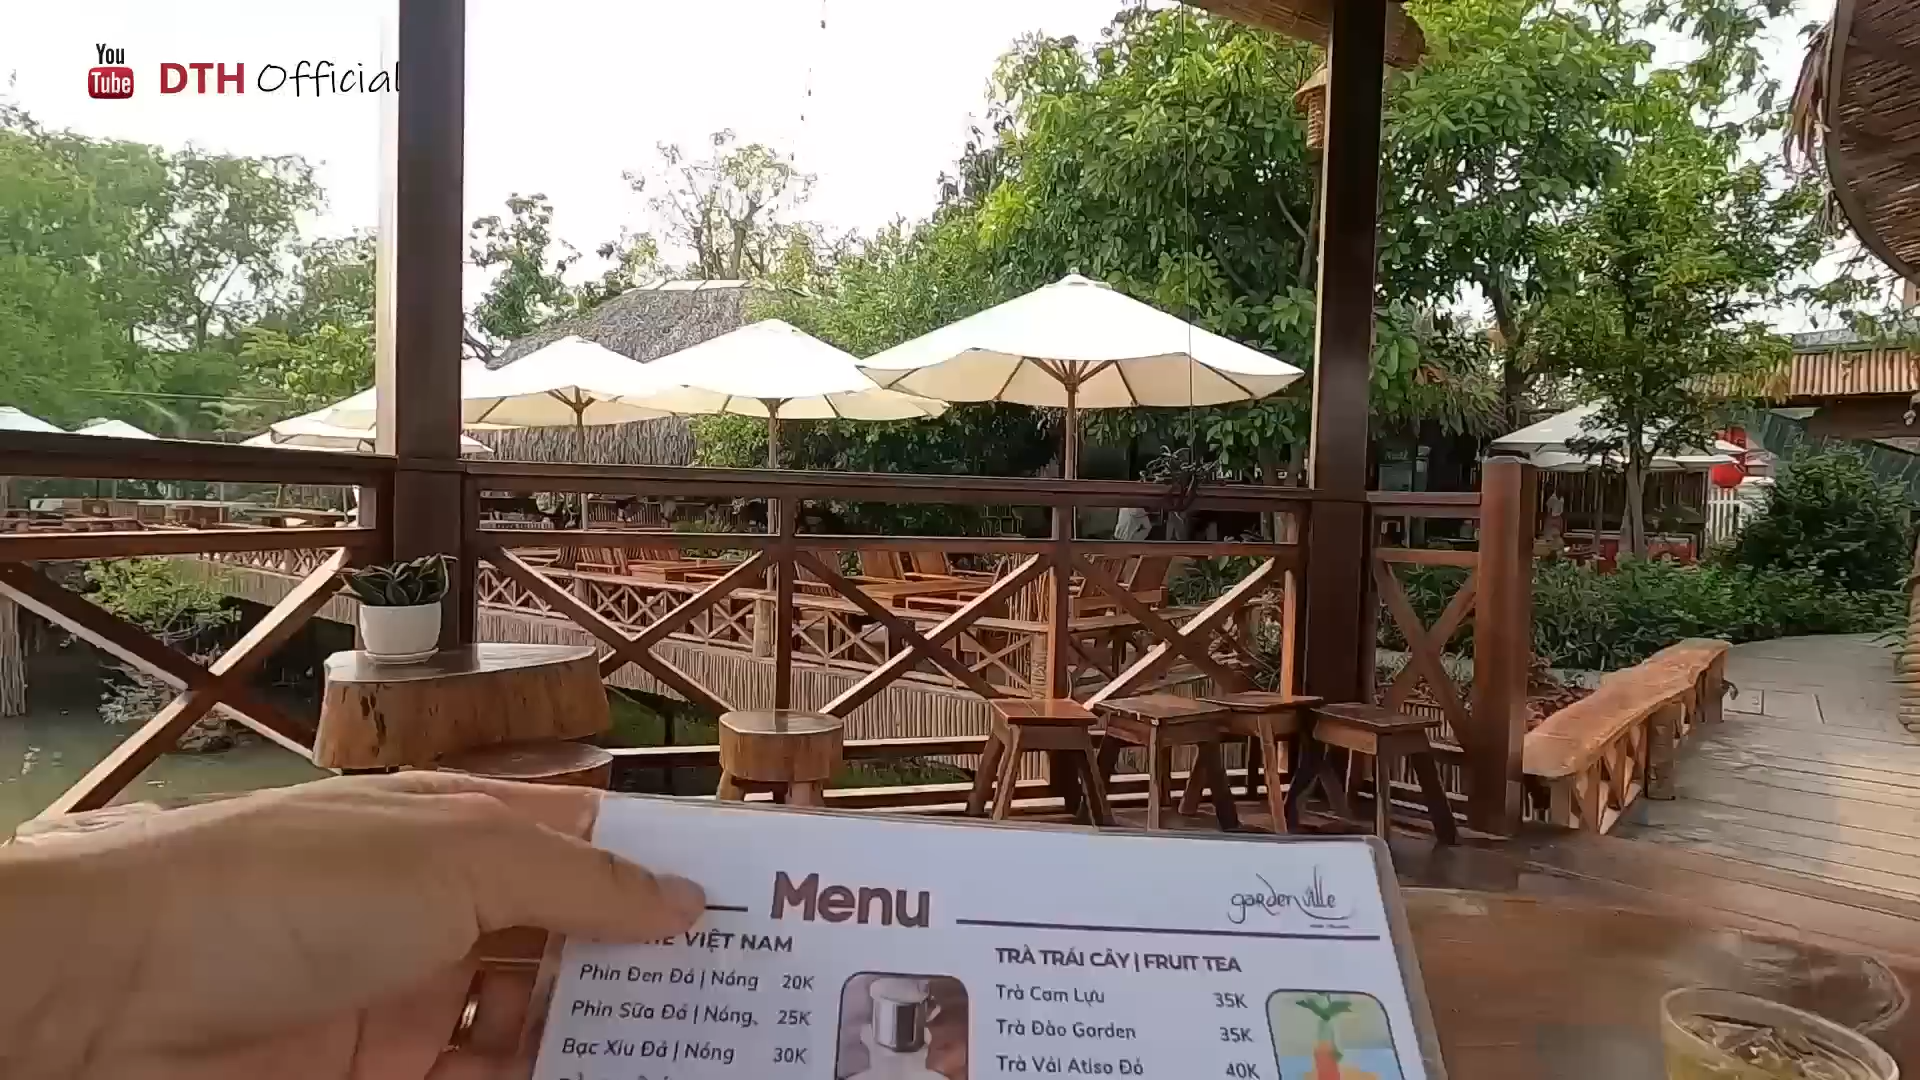 You
Tube
DTH Official
Menu
gardenville
VIỆT NAM
Phin Đen Đá | Nóng 20K
Phin Sữa Đá | Nóng 25K
Bạc Xỉu Đá | Nóng 30K
TRÀ TRÁI CÂY | FRUIT TEA
Trà Cam Lựu 35K
Trà Đào Garden 35K
Trà Vải Atiso Đỏ 40K